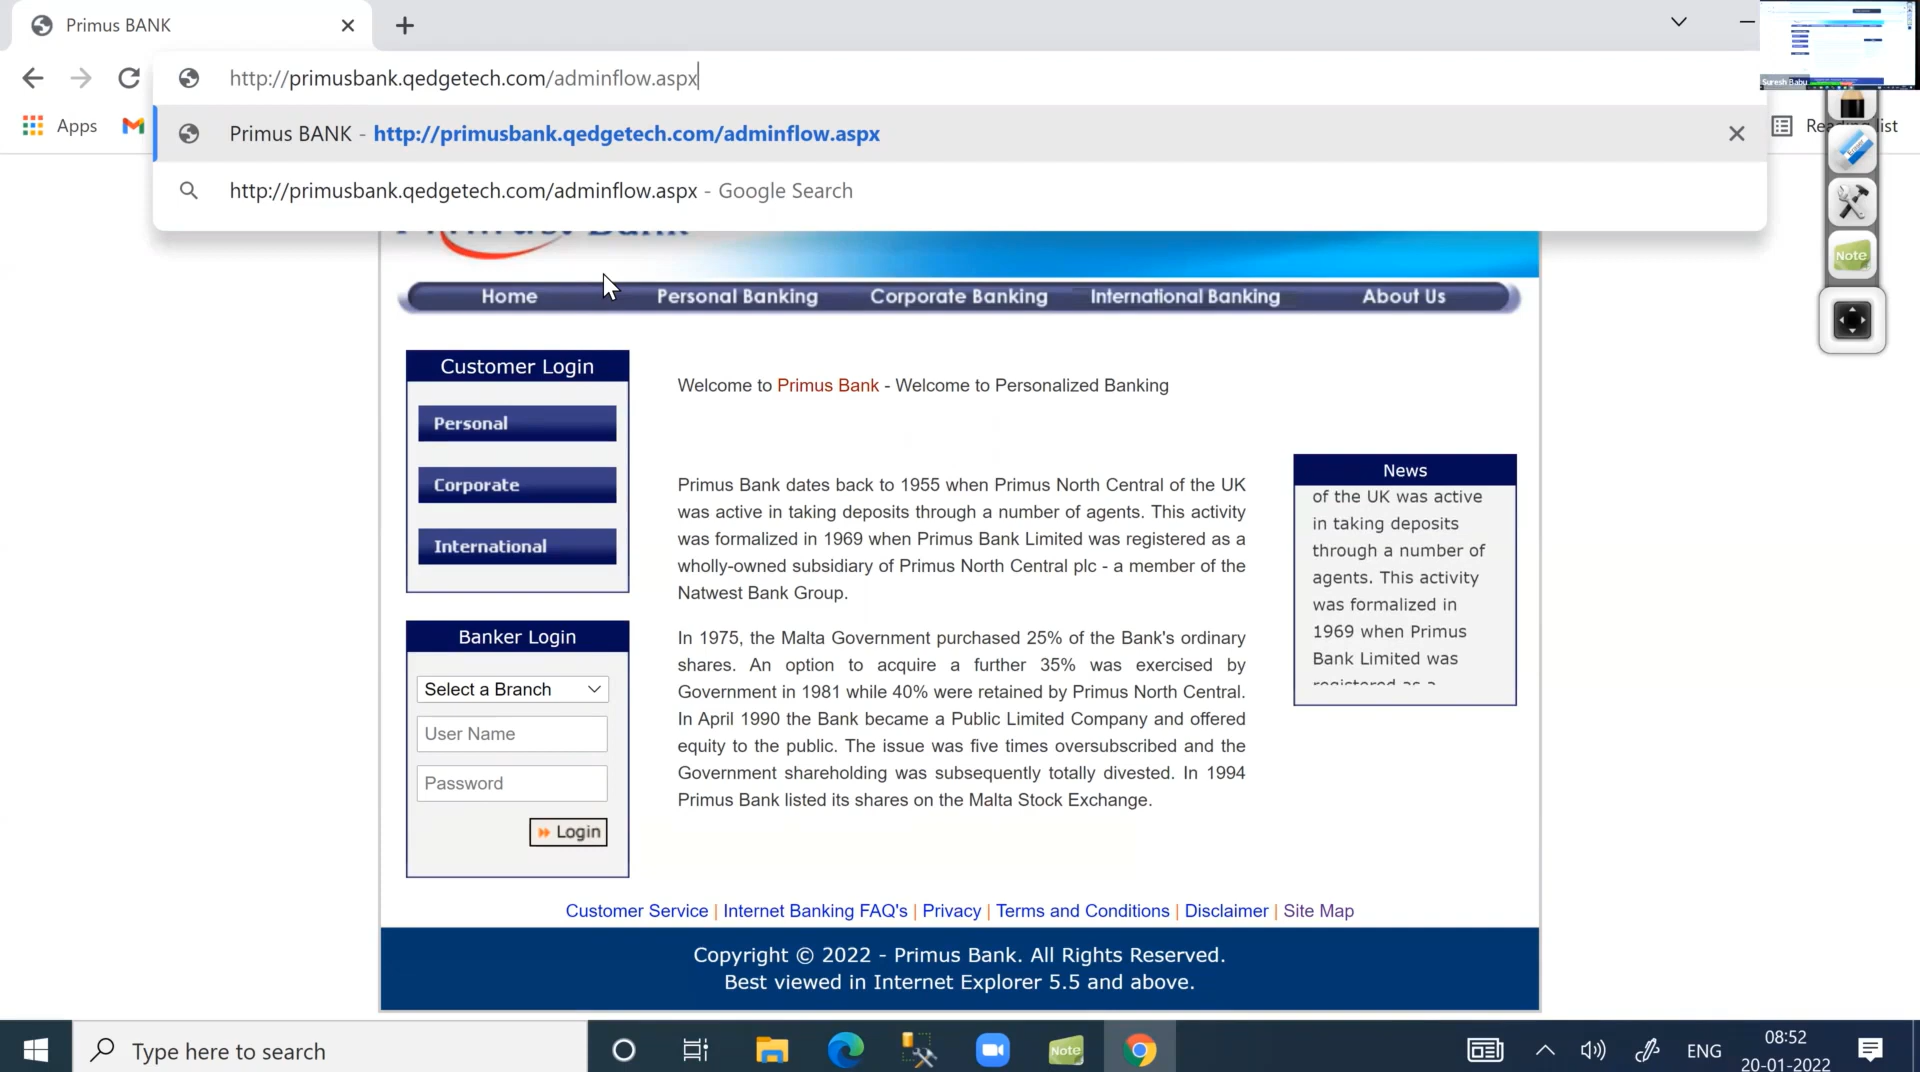 Primus BANK
http://primusbank.qedgetech.com/adminflow.aspx
Suresh Babu
Primus BANK - http://primusbank.qedgetech.com/adminflow.aspx
http://primusbank.qedgetech.com/adminflow.aspx - Google Search
Apps
Note
Home
Personal Banking
Corporate Banking
International Banking
About Us
Customer Login
Personal
Corporate
International
Banker Login
Select a Branch
User Name
Password
Login
Welcome to Primus Bank - Welcome to Personalized Banking
Primus Bank dates back to 1955 when Primus North Central of the UK
was active in taking deposits through a number of agents. This activity
was formalized in 1969 when Primus Bank Limited was registered as a
wholly-owned subsidiary of Primus North Central plc - a member of the
Natwest Bank Group.
In 1975, the Malta Government purchased 25% of the Bank's ordinary
shares. An option to acquire a further 35% was exercised by
Government in 1981 while 40% were retained by Primus North Central.
In April 1990 the Bank became a Public Limited Company and offered
equity to the public. The issue was five times oversubscribed and the
Government shareholding was subsequently totally divested. In 1994
Primus Bank listed its shares on the Malta Stock Exchange.
News
of the UK was active
in taking deposits
through a number of
agents. This activity
was formalized in
1969 when Primus
Bank Limited was
registered as a
Customer Service | Internet Banking FAQ's | Privacy | Terms and Conditions | Disclaimer | Site Map
Copyright © 2022 - Primus Bank. All Rights Reserved.
Best viewed in Internet Explorer 5.5 and above.
Type here to search
Note
ENG
08:52
20-01-2022